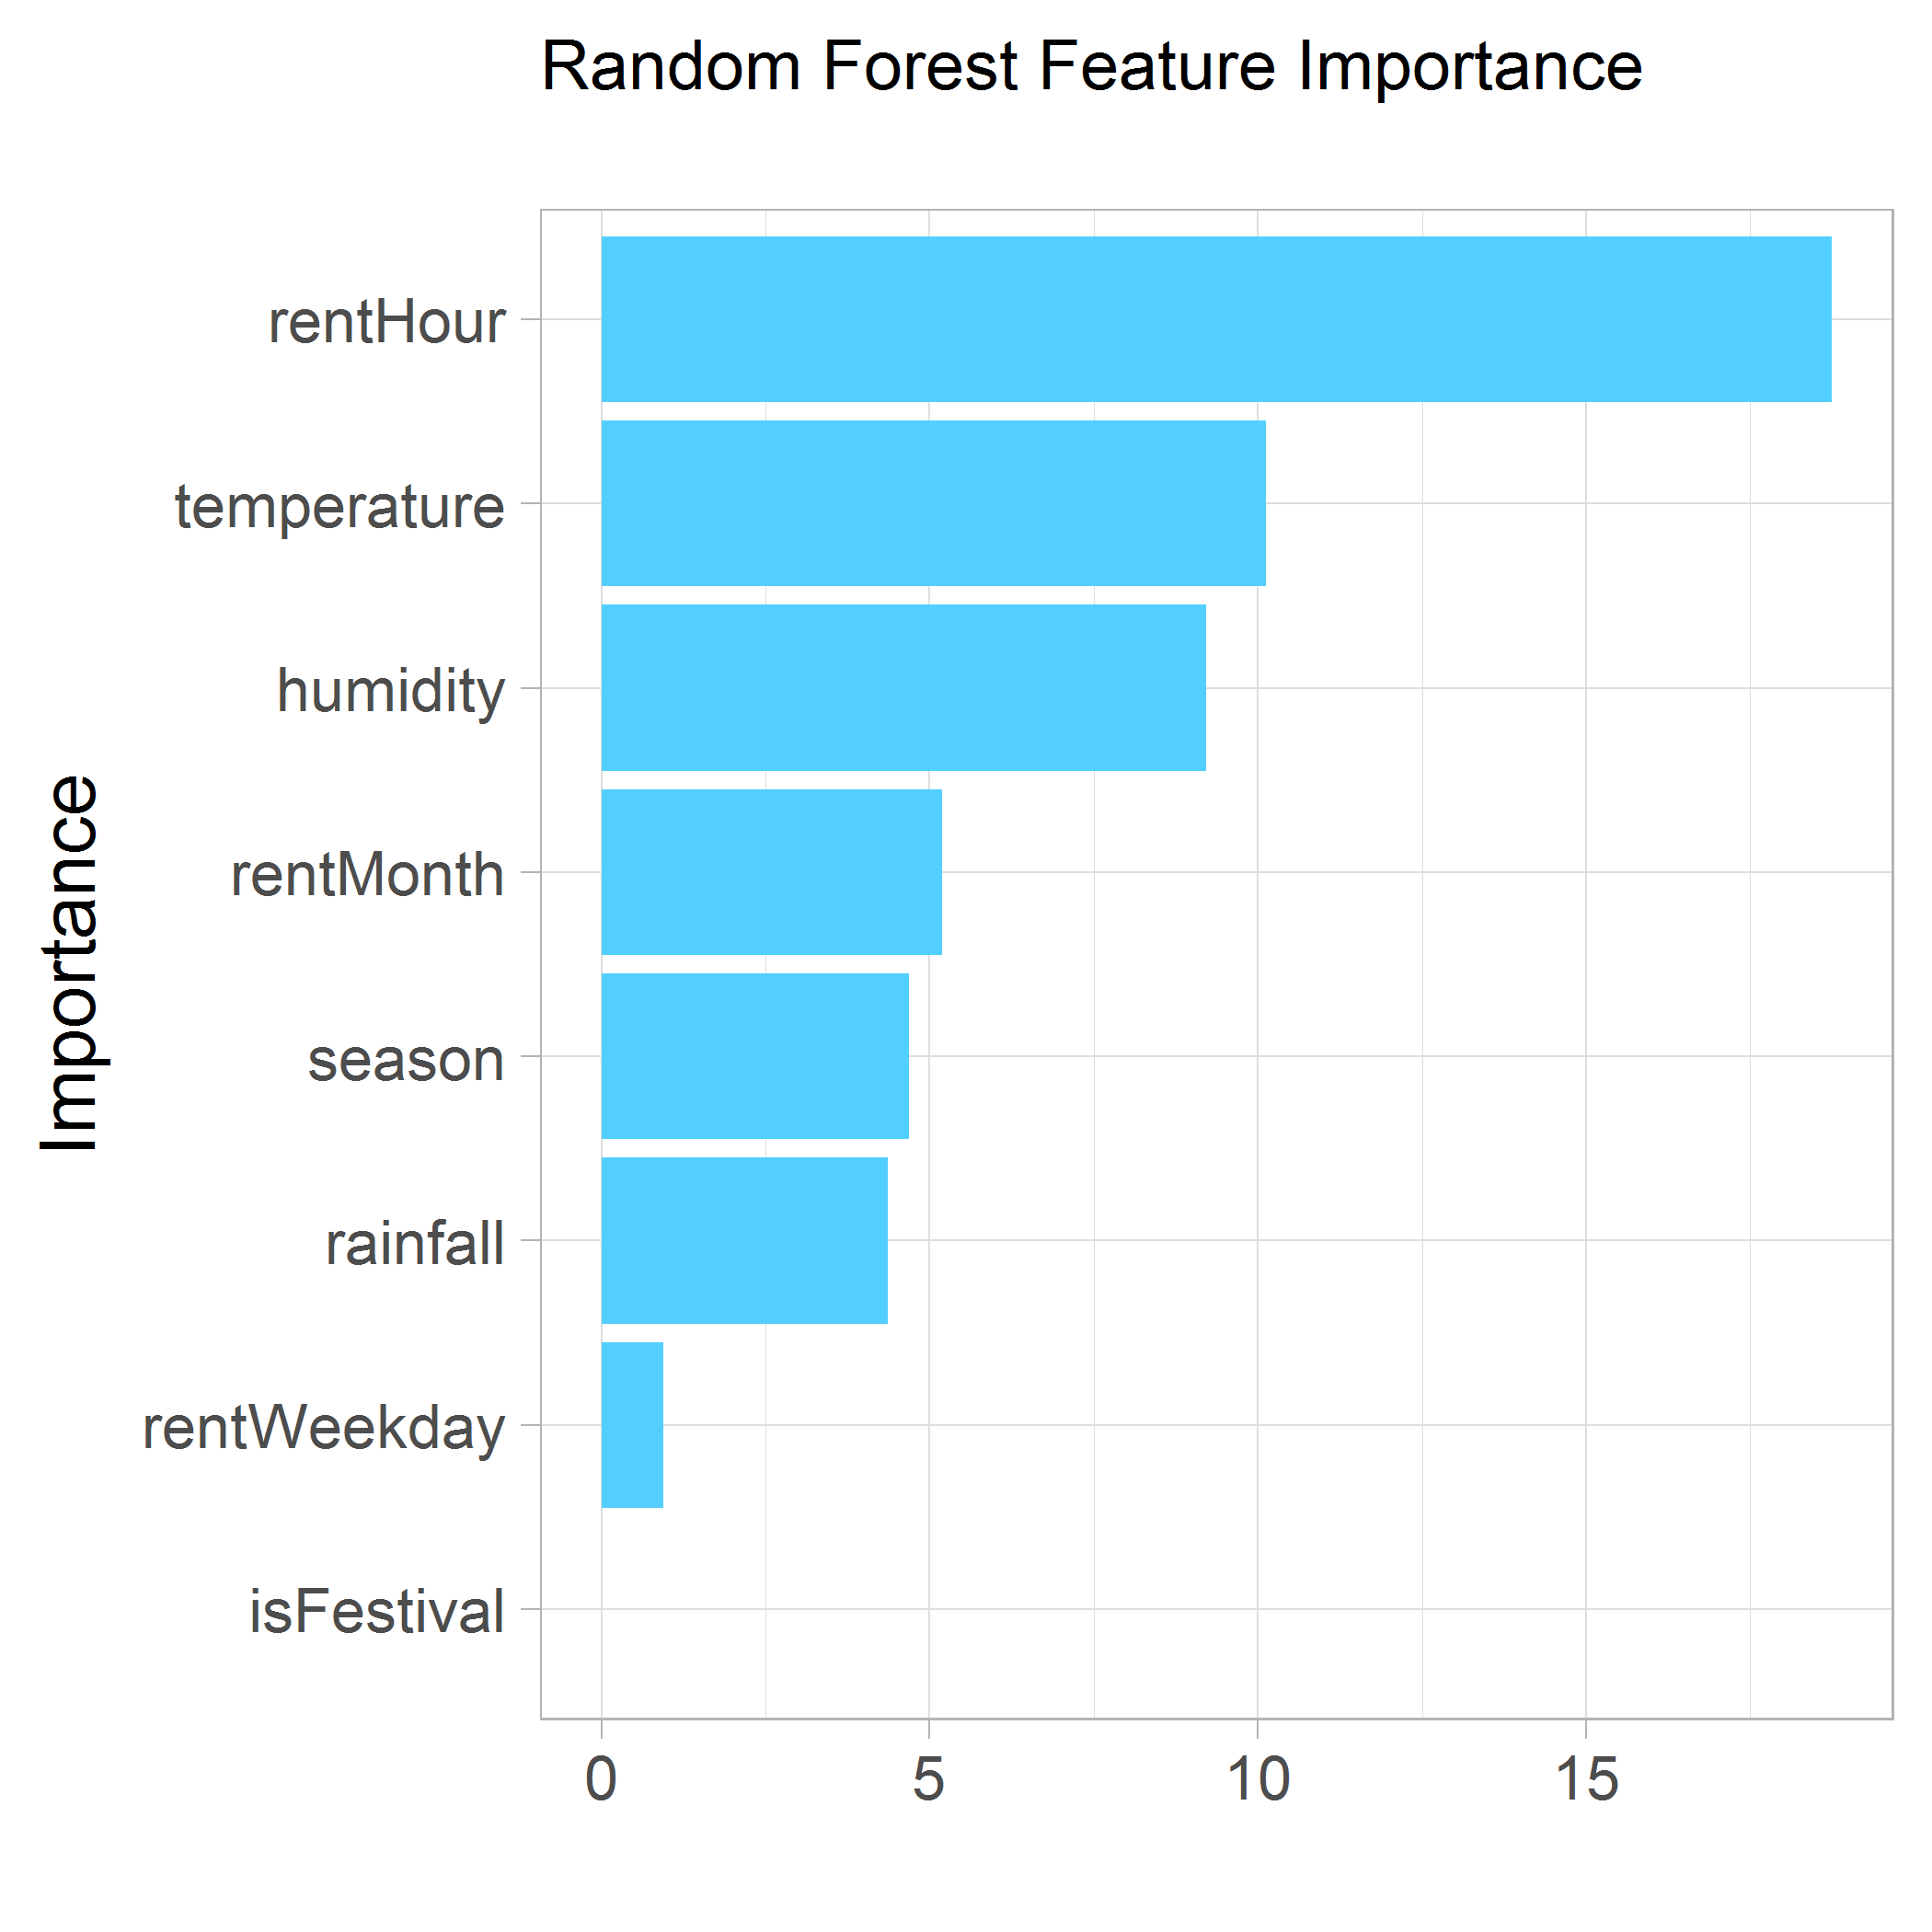 Random Forest Feature Importance
Importance
rentHour
temperature
humidity
rentMonth
season
rainfall
rentWeekday
isFestival
0 5 10 15